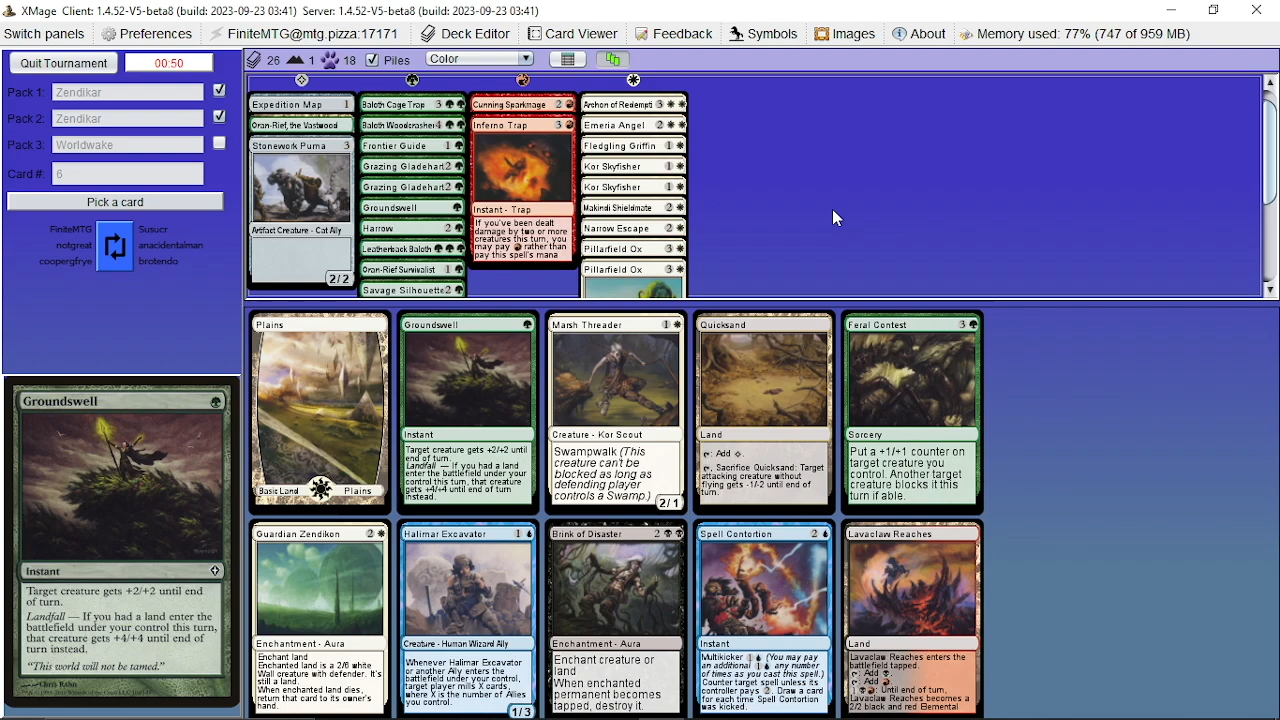 XMage Client: 1.4.52-V5-beta8 (build: 2023-09-23 03:41) Server: 1.4.52-V5-beta8 (build: 2023-09-23 03:41)
Switch panels Preferences FiniteMTG@mtg.pizza:17171 Deck Editor Card Viewer Feedback Symbols Images About Memory used: 77% (747 of 959 MB)
Quit Tournament 00:50 26 1 18 Piles Color
Pack 1: Zendikar
Pack 2: Zendikar
Pack 3: Worldwake
Card #: 6
Pick a card
FiniteMTG Susucr
notgreat anacidentalman
coopergfrye brotendo
Expedition Map 1
Oran-Rief, the Vastwood
Stonework Puma 3
Artifact Creature - Cat Ally
2/2
Baloth Cage Trap 3
Baloth Woodcrasher 4
Frontier Guide 1
Grazing Gladehart 2
Grazing Gladehart 2
Groundswell
Harrow 2
Leatherback Baloth
Oran-Rief Survivalist 1
Savage Silhouette 2
Cunning Sparkmage 2
Inferno Trap 3
Instant - Trap
If you've been dealt
damage by two or more
creatures this turn, you
may pay rather than
pay this spell's mana
Archon of Redempti 3
Emeria Angel 2
Fledgling Griffin 1
Kor Skyfisher 1
Kor Skyfisher 1
Makindi Shieldmate 2
Narrow Escape 2
Pillarfield Ox 3
Pillarfield Ox 3
Plains
Basic Land Plains
Groundswell
Instant
Target creature gets +2/+2 until
end of turn.
Landfall — If you had a land enter
the battlefield under your
control this turn, that creature
gets +4/+4 until end of turn
instead.
Marsh Threader 1
Creature - Kor Scout
Swampwalk (This
creature can't be
blocked as long as
defending player
controls a Swamp.)
2/1
Quicksand
Land
: Add .
, Sacrifice Quicksand: Target
attacking creature without
flying gets -1/-2 until end of
turn.
Feral Contest 3
Sorcery
Put a +1/+1 counter on
target creature you
control. Another target
creature blocks it this
turn if able.
Groundswell
Instant
Target creature gets +2/+2 until end
of turn.
Landfall — If you had a land enter the
battlefield under your control this turn,
that creature gets +4/+4 until end of
turn instead.
"This world will not be tamed."
Chris Rahn
Guardian Zendikon 2
Enchantment - Aura
Enchant land
Enchanted land is a 2/6 white
Wall creature with defender. It's
still a land.
When enchanted land dies,
return that card to its owner's
hand.
Halimar Excavator 1
Creature - Human Wizard Ally
Whenever Halimar Excavator
or another Ally enters the
battlefield under your control,
target player mills X cards,
where X is the number of Allies
you control.
1/3
Brink of Disaster 2
Enchantment - Aura
Enchant creature or
land
When enchanted
permanent becomes
tapped, destroy it.
Spell Contortion 2
Instant
Multikicker 1 (You may pay
an additional 1 any number
of times as you cast this spell.)
Counter target spell unless its
controller pays 2. Draw a card
for each time Spell Contortion
was kicked.
Lavaclaw Reaches
Land
Lavaclaw Reaches enters the
battlefield tapped.
: Add .
: Add .
1 : Until end of turn,
Lavaclaw Reaches becomes a
2/2 black and red Elemental